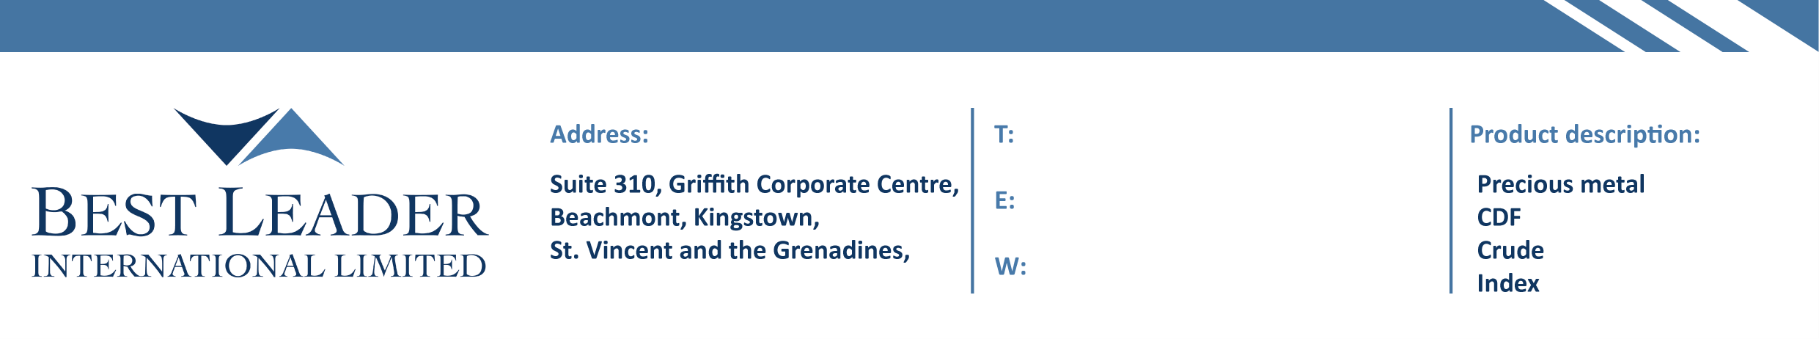 BEST LEADER
INTERNATIONAL LIMITED
Address:
Suite 310, Griffith Corporate Centre,
Beachmont, Kingstown,
St. Vincent and the Grenadines,
T:
E:
W:
Product description:
Precious metal
CDF
Crude
Index